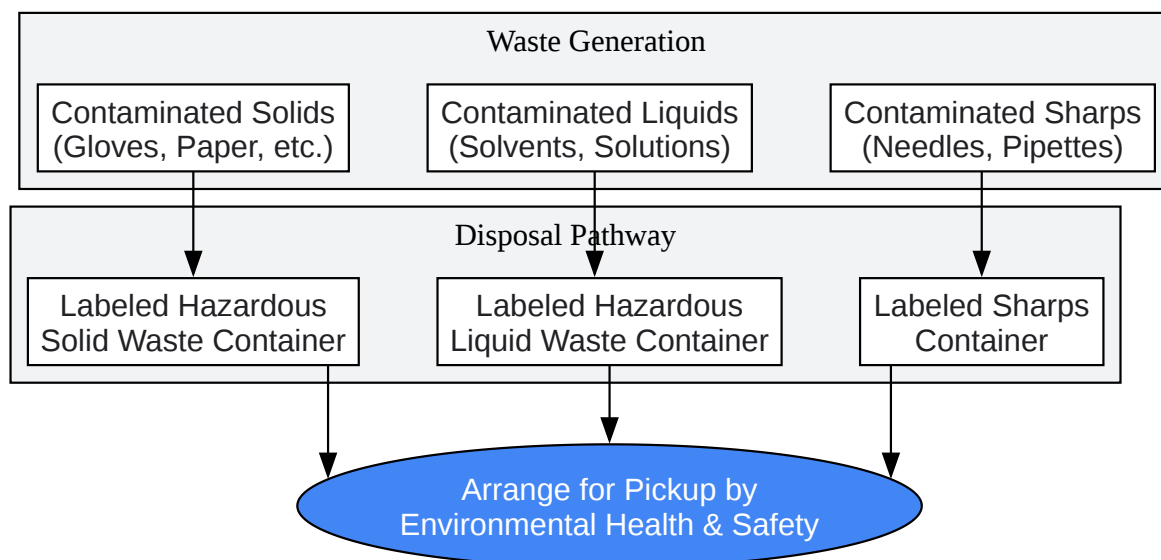 Waste Generation
Contaminated Solids
(Gloves, Paper, etc.)
Contaminated Liquids
(Solvents, Solutions)
Contaminated Sharps
(Needles, Pipettes)
Disposal Pathway
Labeled Hazardous
Solid Waste Container
Labeled Hazardous
Liquid Waste Container
Labeled Sharps
Container
Arrange for Pickup by
Environmental Health & Safety